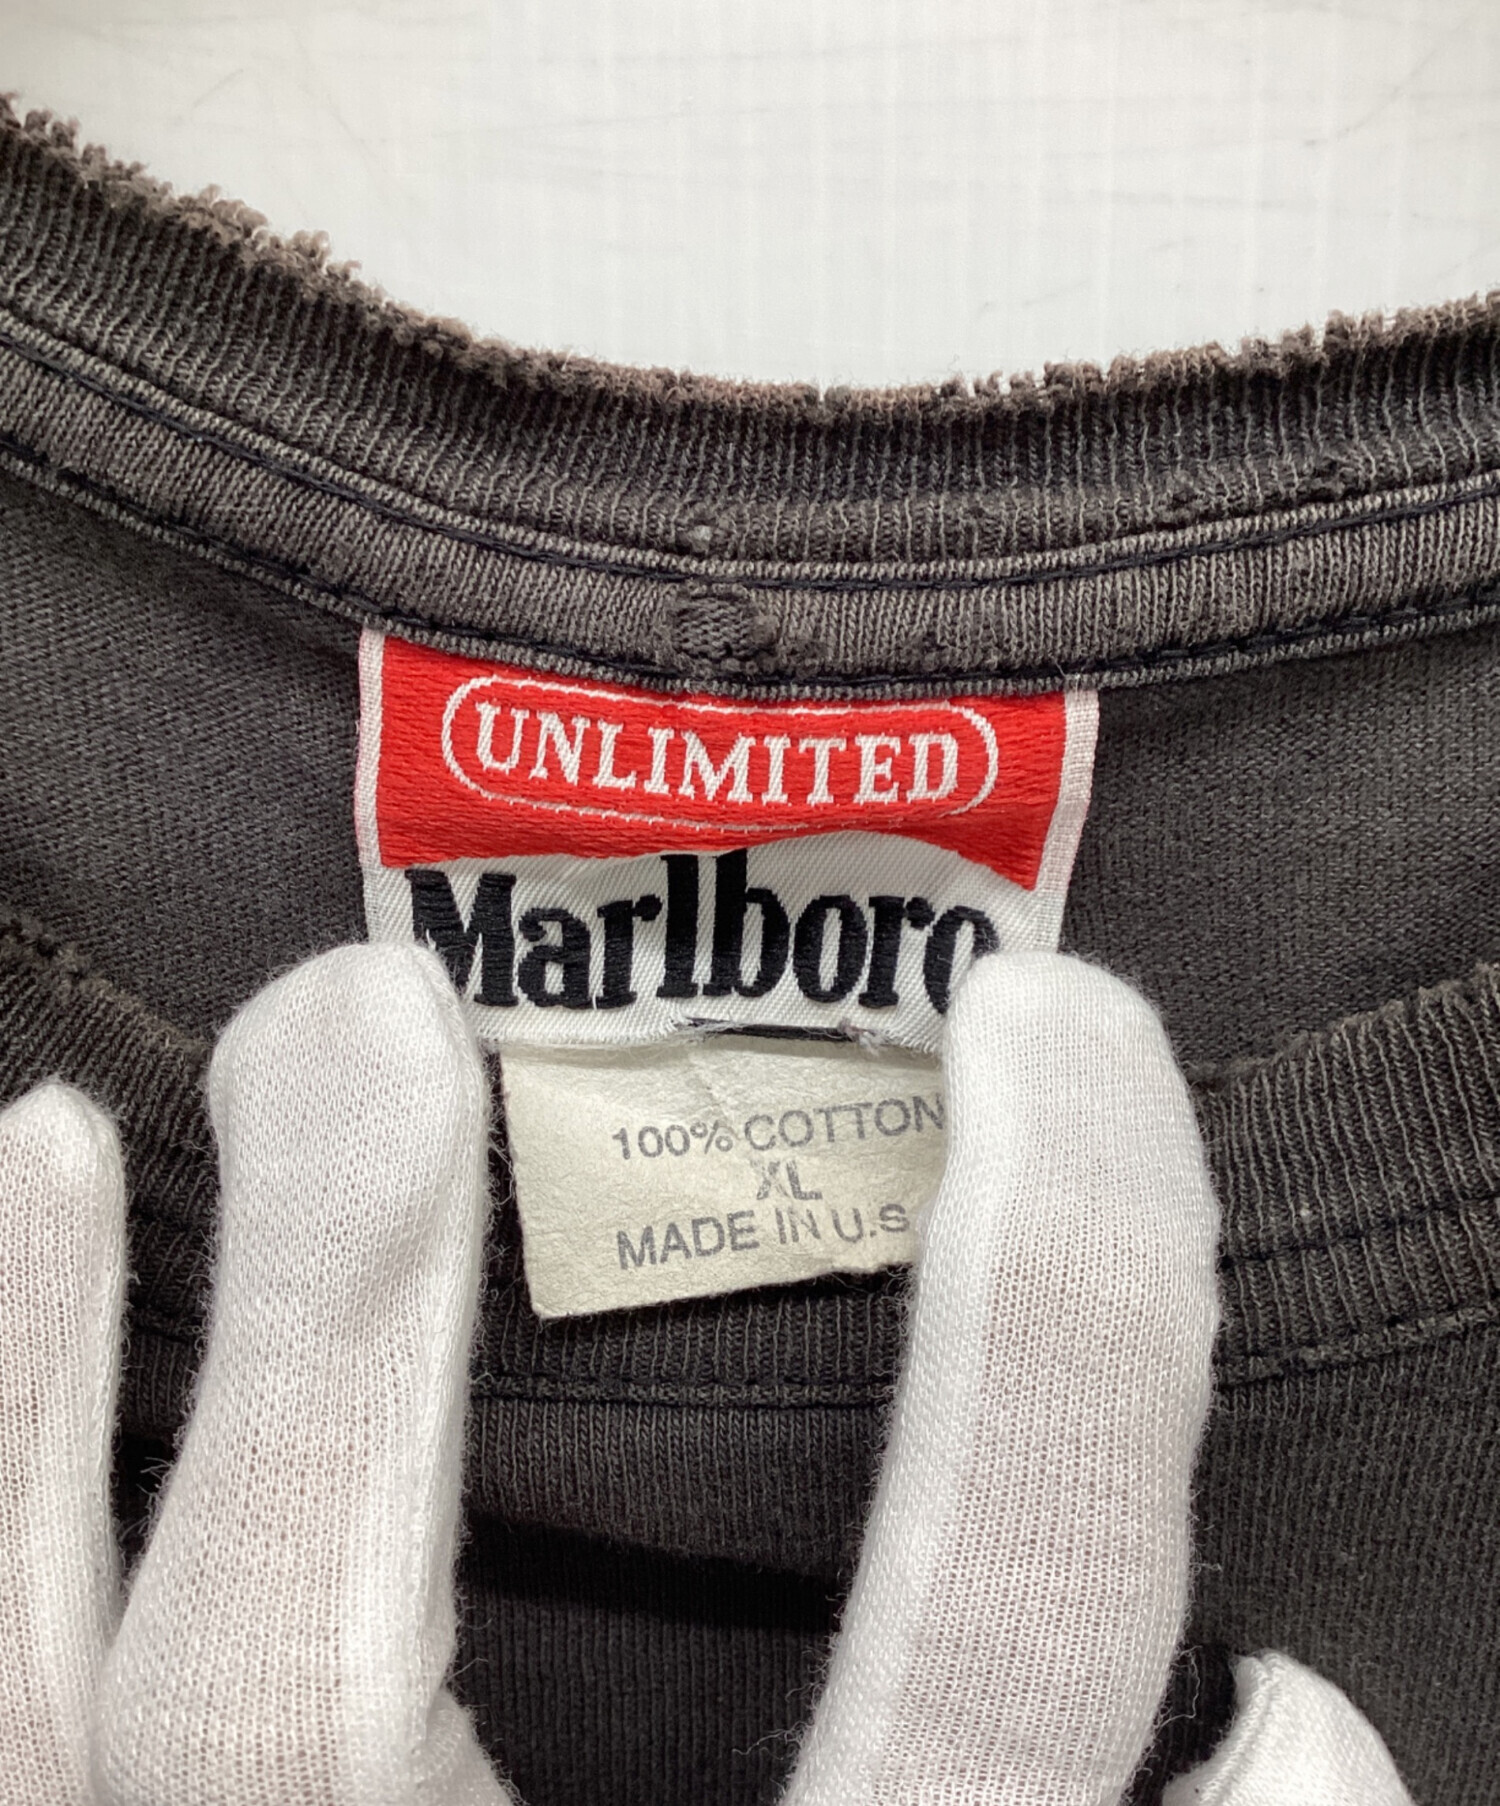 UNLIMITED
Marlboro
100% COTTON
XL
MADE IN U.S